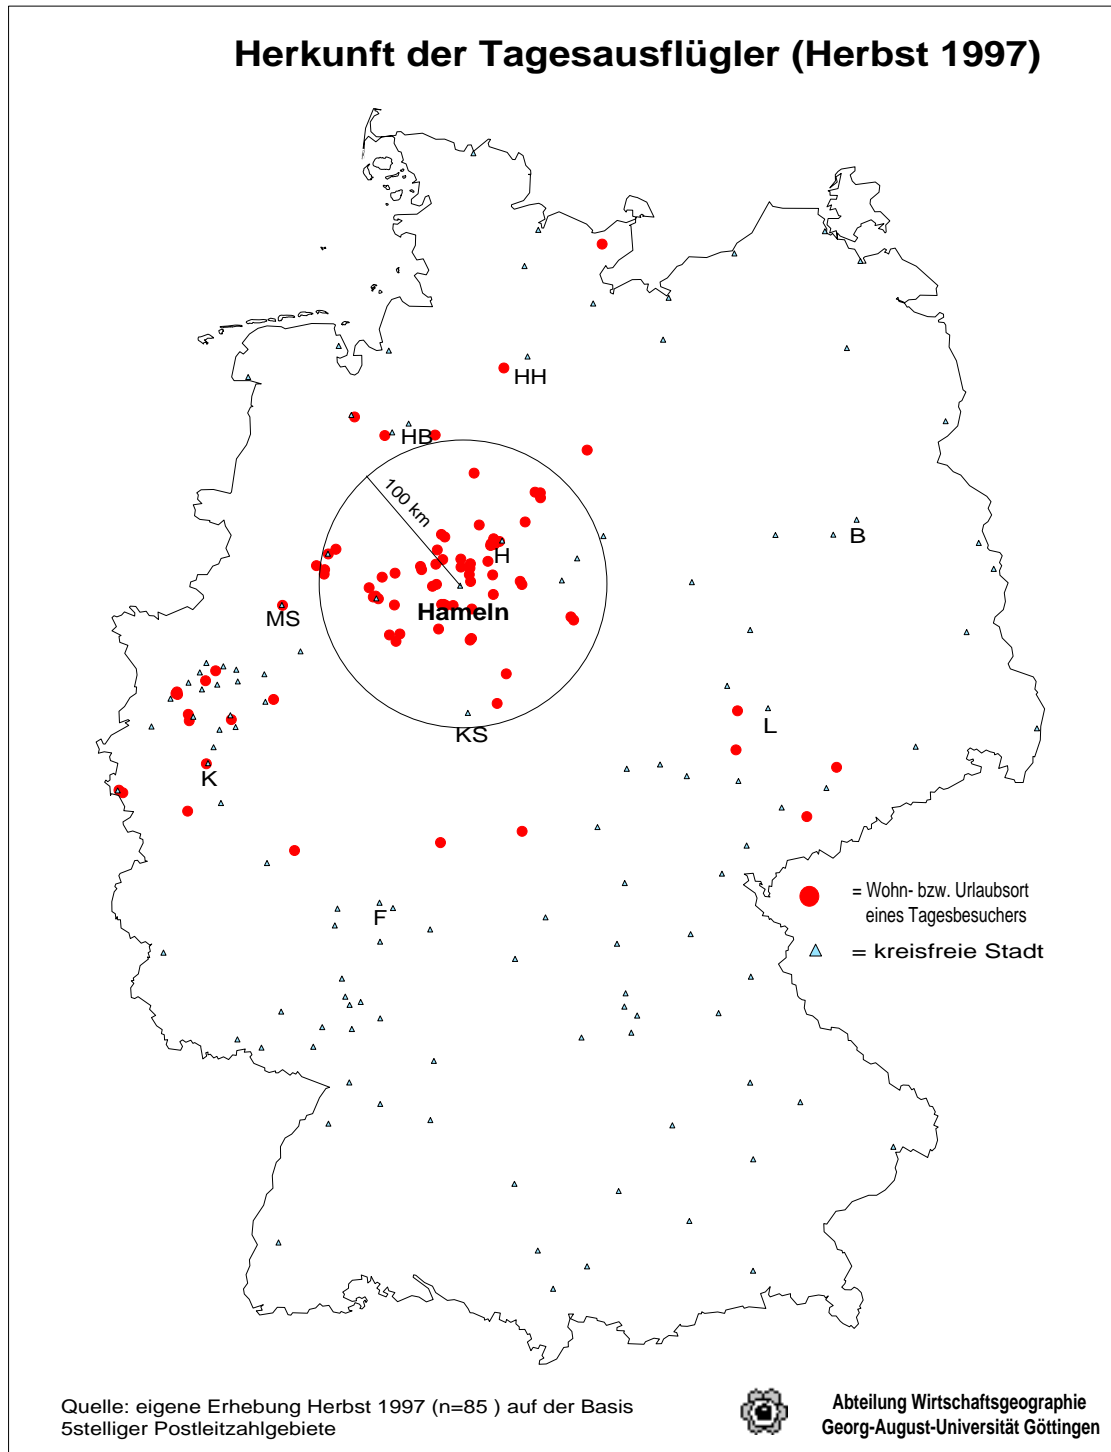 Herkunft der Tagesausflügler (Herbst 1997)
HH
HB
100 km
H
B
Hameln
MS
KS
L
K
F
= Wohn- bzw. Urlaubsort
eines Tagesbesuchers
= kreisfreie Stadt
Quelle: eigene Erhebung Herbst 1997 (n=85 ) auf der Basis
5stelliger Postleitzahlgebiete
Abteilung Wirtschaftsgeographie
Georg-August-Universität Göttingen